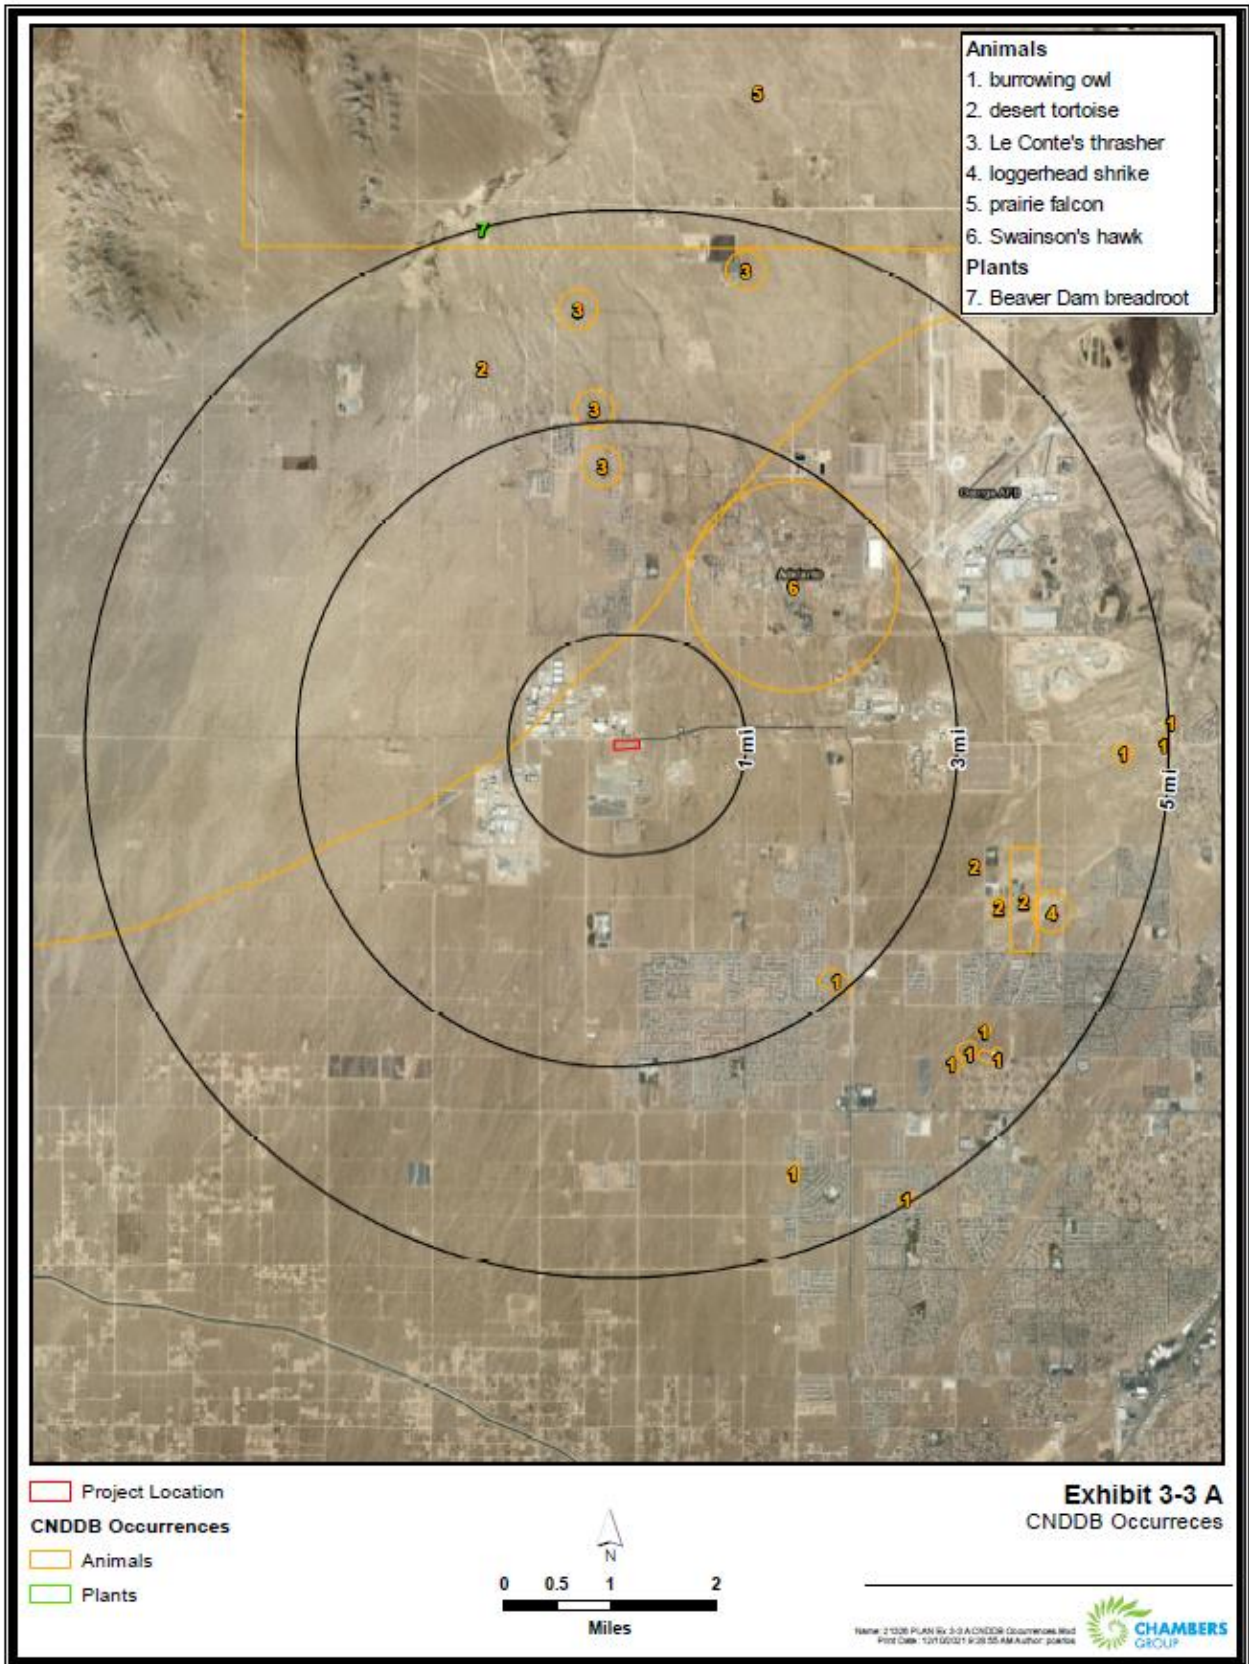 Animals
1. burrowing owl
2. desert tortoise
3. Le Conte's thrasher
4. loggerhead shrike
5. prairie falcon
6. Swainson's hawk
Plants
7. Beaver Dam breadroot
5
7
3
3
2
3
3
George AFB
Adelanto
6
1
1 mi
3 mi
1
1
5 mi
2
2
2
4
1
1
1
1
1
1
1
Project Location
CNDDB Occurrences
Animals
Plants
N
0 0.5 1 2
Miles
Exhibit 3-3 A
CNDDB Occurreces
CHAMBERS
GROUP